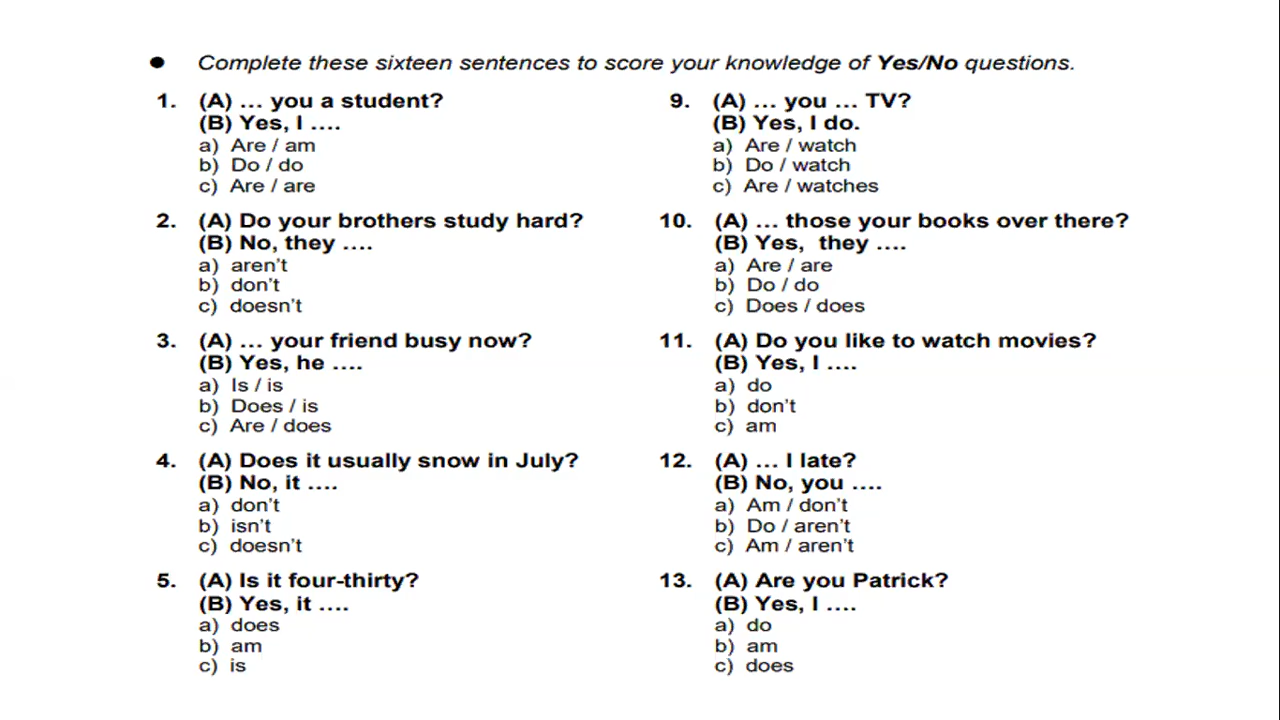 ● Complete these sixteen sentences to score your knowledge of Yes/No questions.
1. (A) … you a student?
(B) Yes, I ….
a) Are / am
b) Do / do
c) Are / are
2. (A) Do your brothers study hard?
(B) No, they ….
a) aren't
b) don't
c) doesn't
3. (A) … your friend busy now?
(B) Yes, he ….
a) Is / is
b) Does / is
c) Are / does
4. (A) Does it usually snow in July?
(B) No, it ….
a) don't
b) isn't
c) doesn't
5. (A) Is it four-thirty?
(B) Yes, it ….
a) does
b) am
c) is
9. (A) … you … TV?
(B) Yes, I do.
a) Are / watch
b) Do / watch
c) Are / watches
10. (A) … those your books over there?
(B) Yes, they ….
a) Are / are
b) Do / do
c) Does / does
11. (A) Do you like to watch movies?
(B) Yes, I ….
a) do
b) don't
c) am
12. (A) … I late?
(B) No, you ….
a) Am / don't
b) Do / aren't
c) Am / aren't
13. (A) Are you Patrick?
(B) Yes, I ….
a) do
b) am
c) does